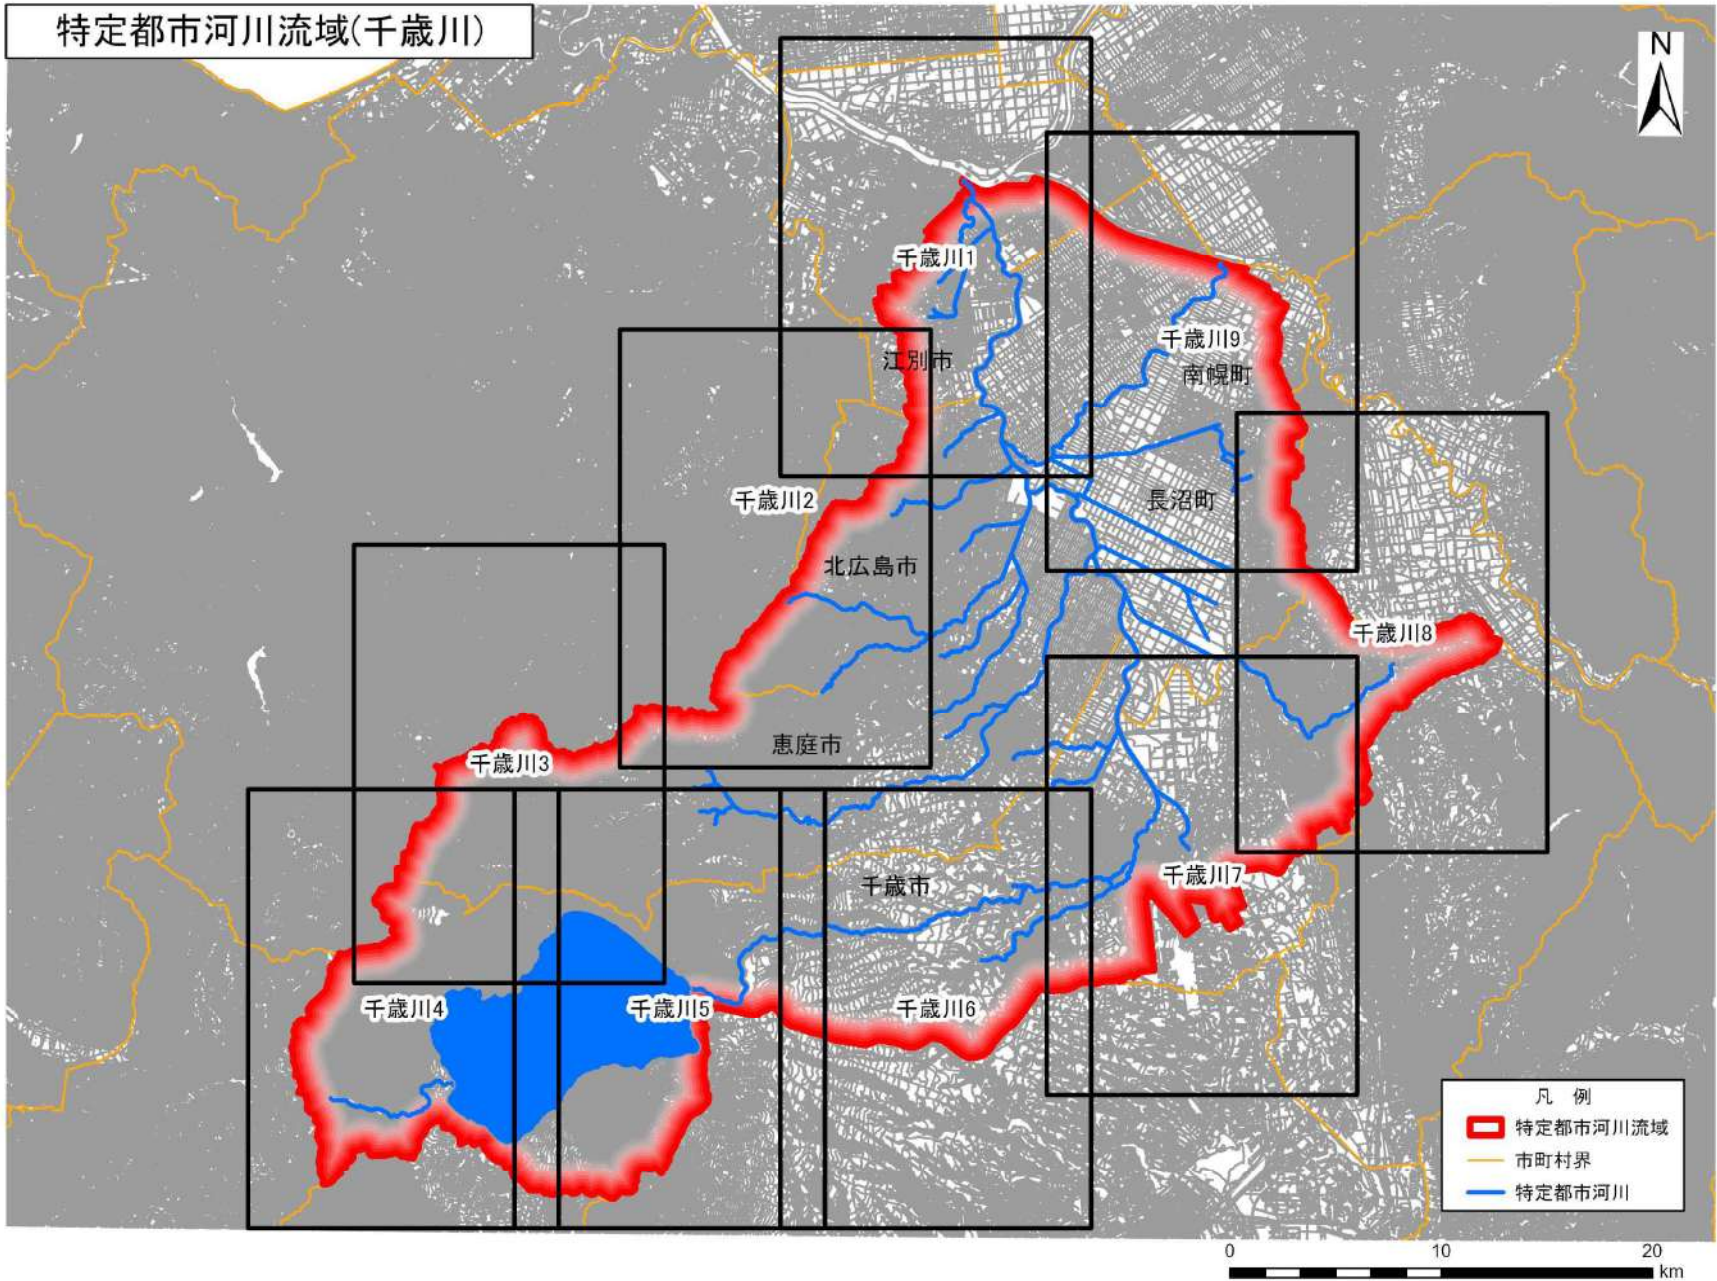 特定都市河川流域(千歳川)
N
千歳川1
千歳川9
江別市
南幌町
千歳川2
長沼町
北広島市
千歳川8
恵庭市
千歳川3
千歳市
千歳川7
千歳川4
千歳川5
千歳川6
凡 例
特定都市河川流域
市町村界
特定都市河川
0 10 20
km